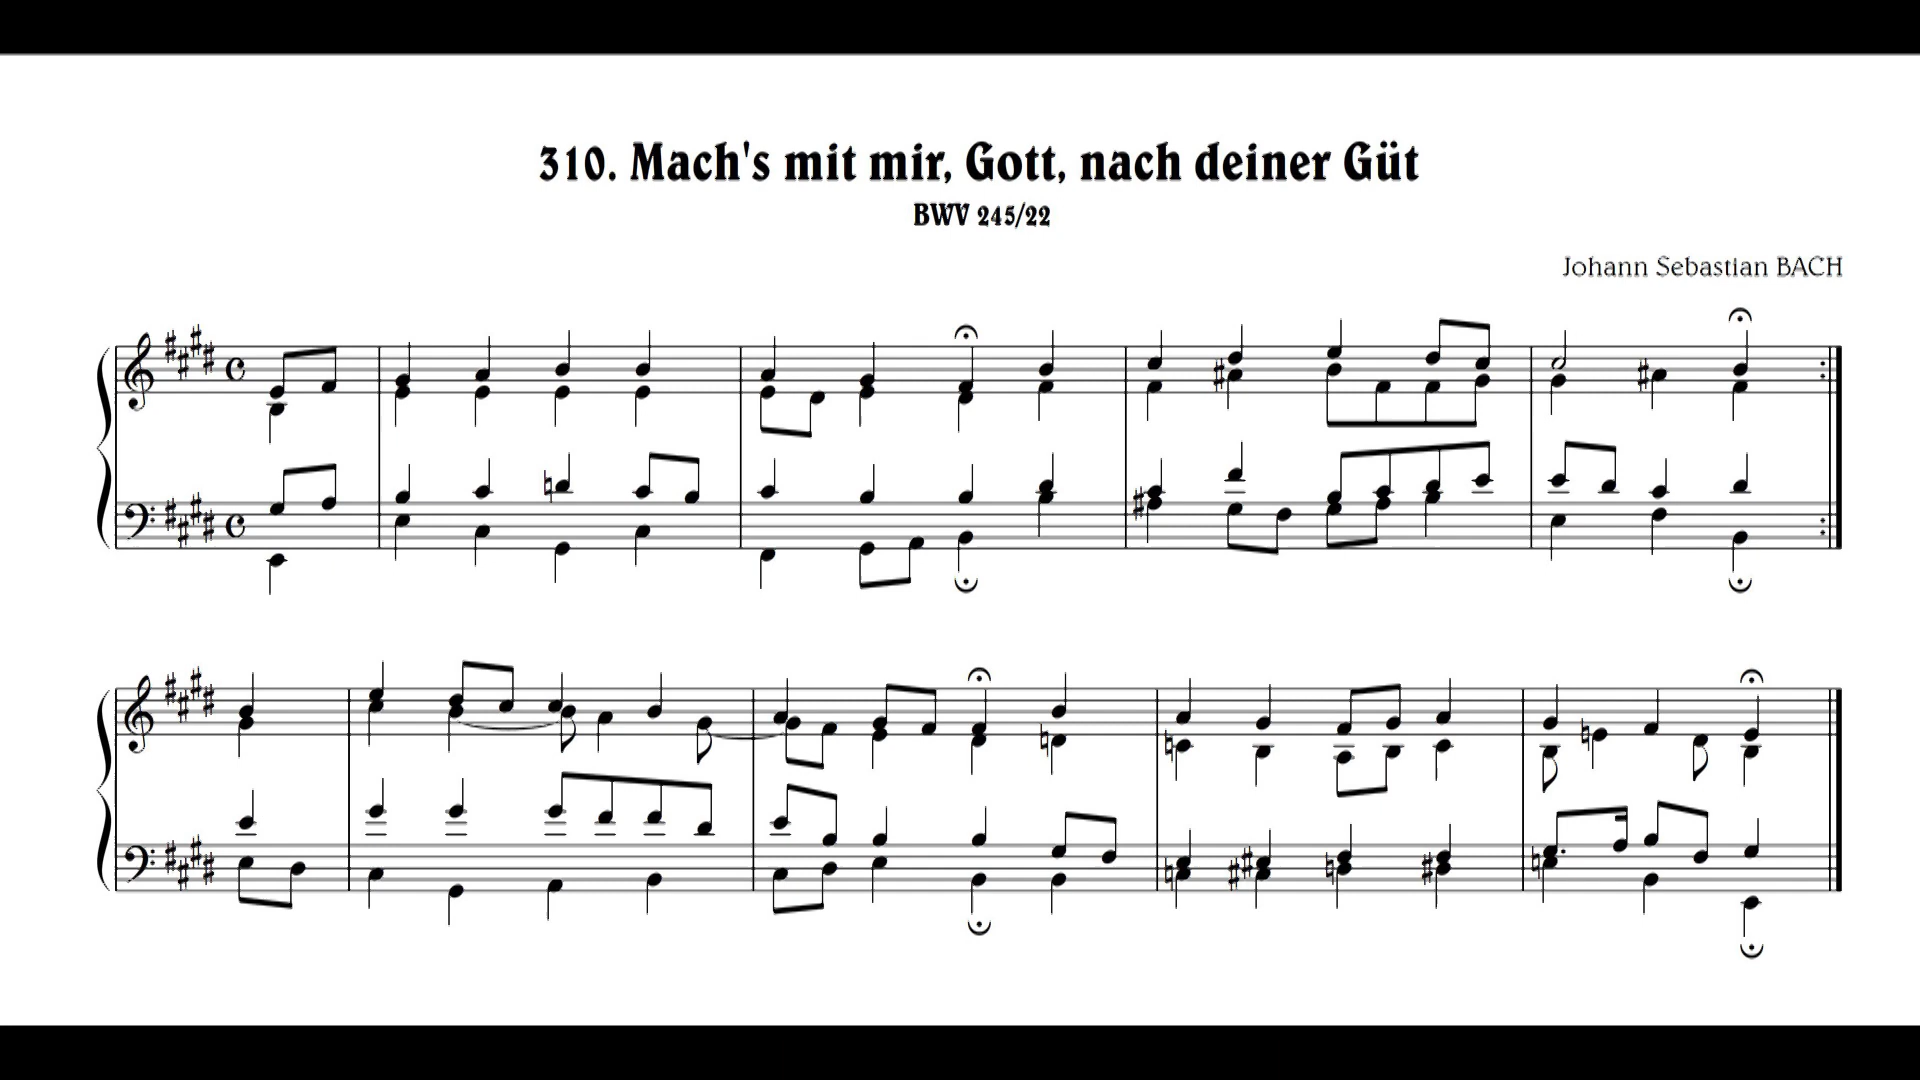 310. Mach's mit mir, Gott, nach deiner Güt
BWV 245/22
Johann Sebastian BACH